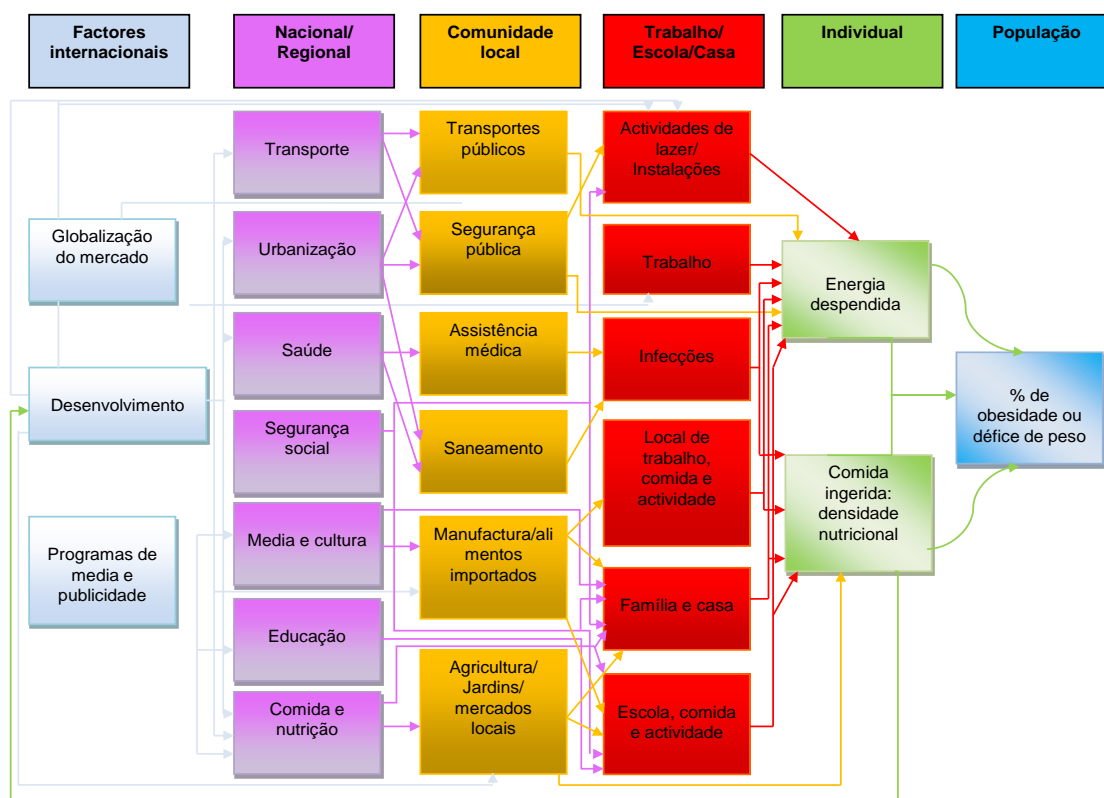 Factores
internacionais
Nacional/
Regional
Comunidade
local
Trabalho/
Escola/Casa
Individual
População
Globalização
do mercado
Desenvolvimento
Programas de
media e
publicidade
Transporte
Urbanização
Saúde
Segurança
social
Media e cultura
Educação
Comida e
nutrição
Transportes
públicos
Segurança
pública
Assistência
médica
Saneamento
Manufactura/ali
mentos
importados
Agricultura/
Jardins/
mercados
locais
Actividades de
lazer/
Instalações
Trabalho
Infecções
Local de
trabalho,
comida e
actividade
Família e casa
Escola, comida
e actividade
Energia
despendida
Comida
ingerida:
densidade
nutricional
% de
obesidade ou
défice de peso